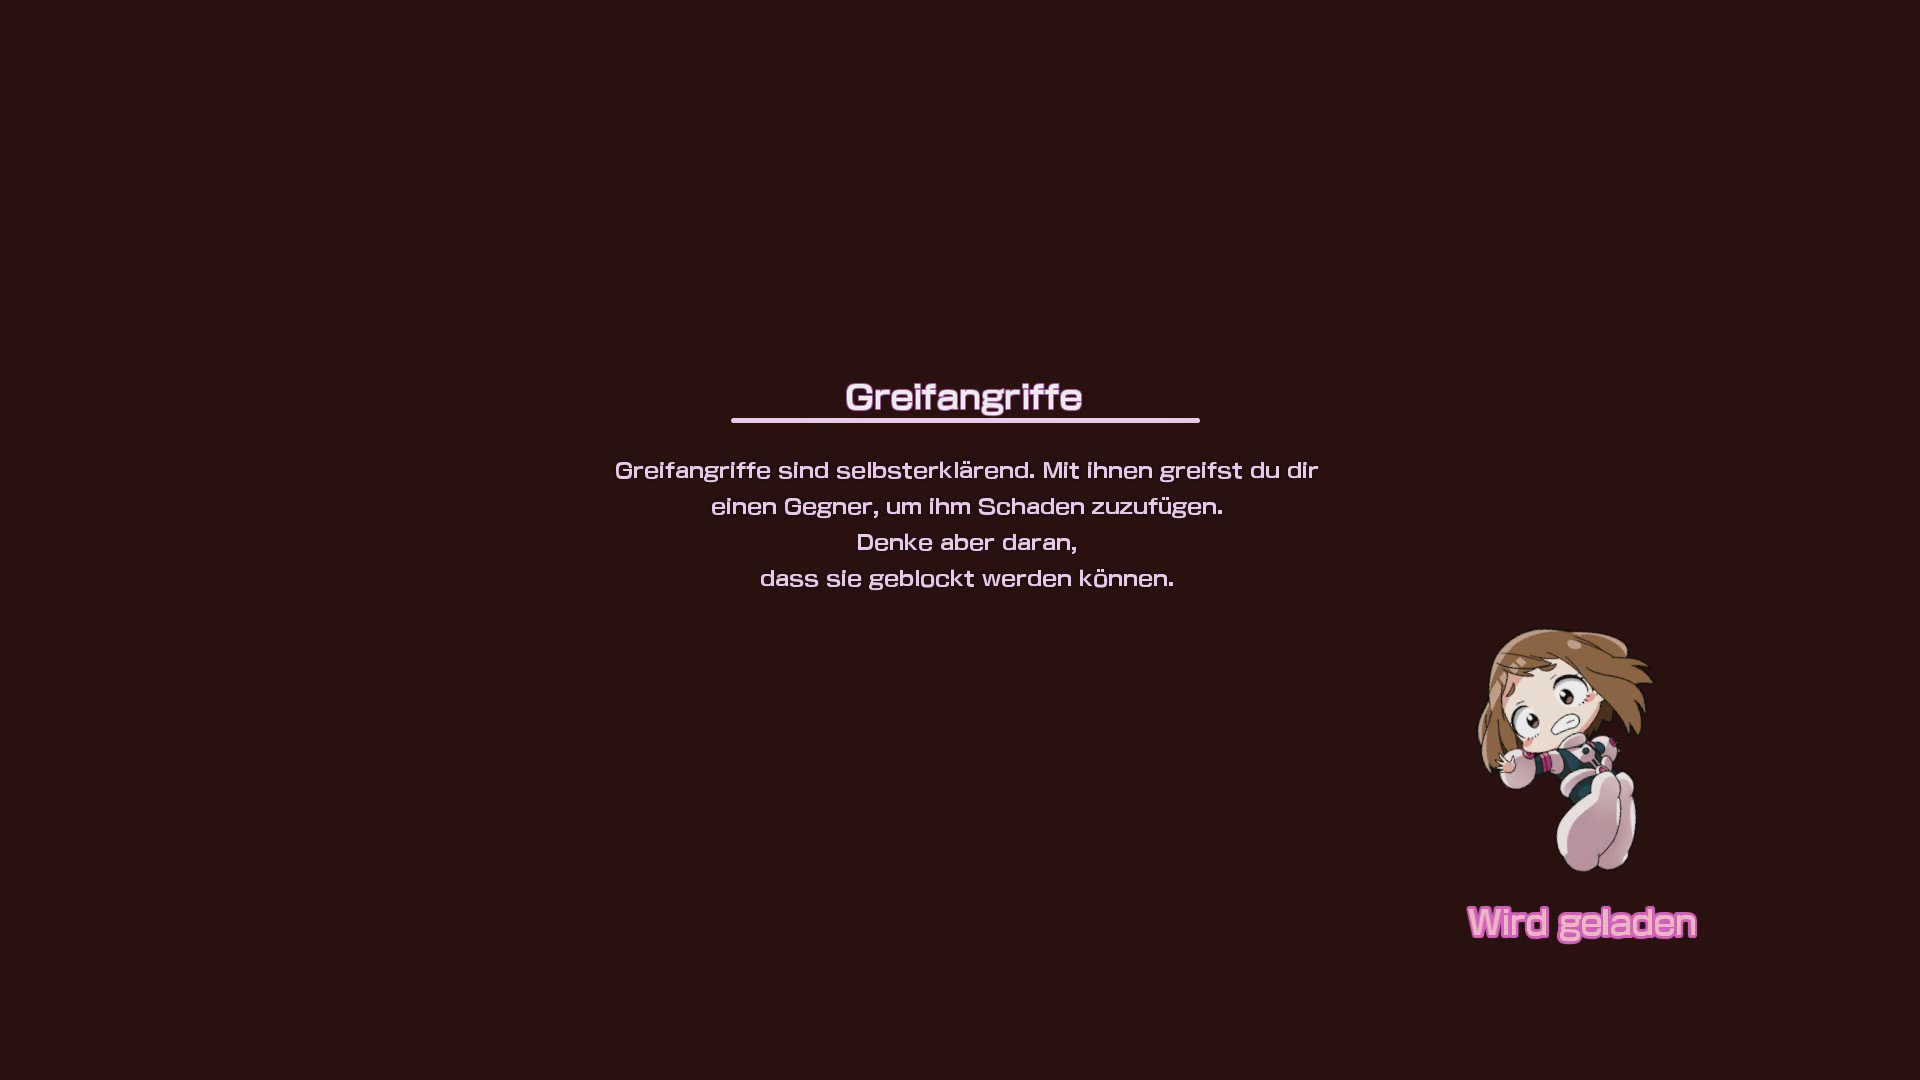 Greifangriffe
Greifangriffe sind selbsterklärend. Mit ihnen greifst du dir
einen Gegner, um ihm Schaden zuzufügen.
Denke aber daran,
dass sie geblockt werden können.
Wird geladen